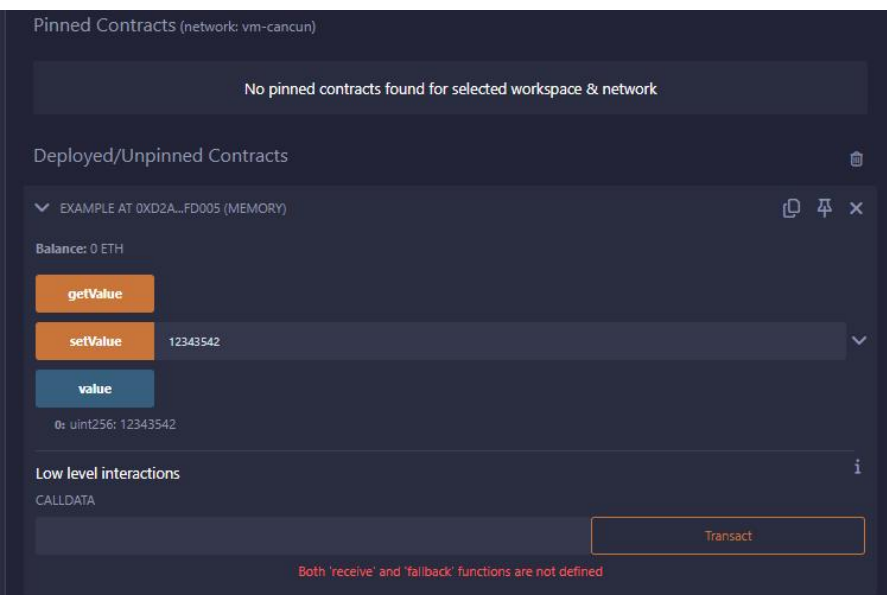 Pinned Contracts (network: vm-cancun)
No pinned contracts found for selected workspace & network
Deployed/Unpinned Contracts
EXAMPLE AT 0XD2A...FD005 (MEMORY)
Balance: 0 ETH
getValue
setValue 12343542
value
0: uint256: 12343542
Low level interactions
i
CALLDATA
Transact
Both 'receive' and 'fallback' functions are not defined